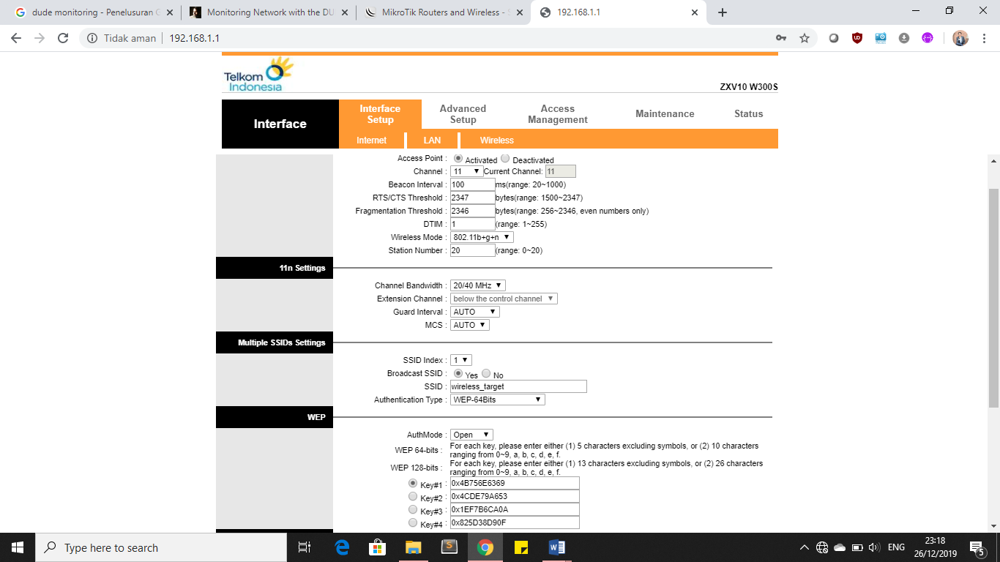 dude monitoring - Penelusuran G
Monitoring Network with the DU
MikroTik Routers and Wireless - S
192.168.1.1
Tidak aman
192.168.1.1
Telkom
Indonesia
ZXV10 W300S
Interface
Interface Setup
Advanced Setup
Access Management
Maintenance
Status
Internet
LAN
Wireless
Access Point : Activated Deactivated
Channel : 11 Current Channel: 11
Beacon Interval : 100 ms(range: 20~1000)
RTS/CTS Threshold : 2347 bytes(range: 1500~2347)
Fragmentation Threshold : 2346 bytes(range: 256~2346, even numbers only)
DTIM : 1 (range: 1~255)
Wireless Mode : 802.11b+g+n
Station Number : 20 (range: 0~20)
11n Settings
Channel Bandwidth : 20/40 MHz
Extension Channel : below the control channel
Guard Interval : AUTO
MCS : AUTO
Multiple SSIDs Settings
SSID Index : 1
Broadcast SSID : Yes No
SSID : wireless_target
Authentication Type : WEP-64Bits
WEP
AuthMode : Open
WEP 64-bits : For each key, please enter either (1) 5 characters excluding symbols, or (2) 10 characters
ranging from 0~9, a, b, c, d, e, f.
WEP 128-bits : For each key, please enter either (1) 13 characters excluding symbols, or (2) 26 characters
ranging from 0~9, a, b, c, d, e, f.
Key#1 : 0x4B756E6369
Key#2 : 0x4CDE79A653
Key#3 : 0x1EF7B6CA0A
Key#4 : 0x825D38D90F
Type here to search
ENG
23:18
26/12/2019
5